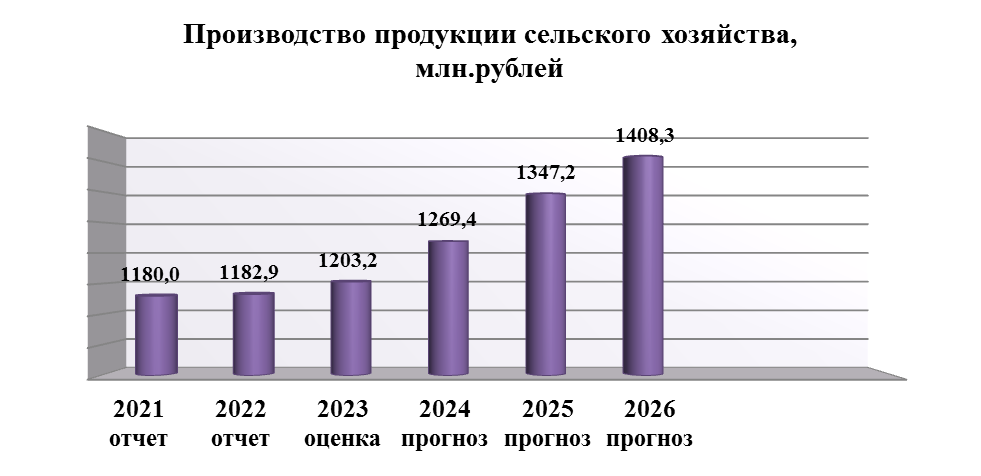 Производство продукции сельского хозяйства,
млн.рублей
1180,0
1182,9
1203,2
1269,4
1347,2
1408,3
2021 2022 2023 2024 2025 2026
отчет отчет оценка прогноз прогноз прогноз